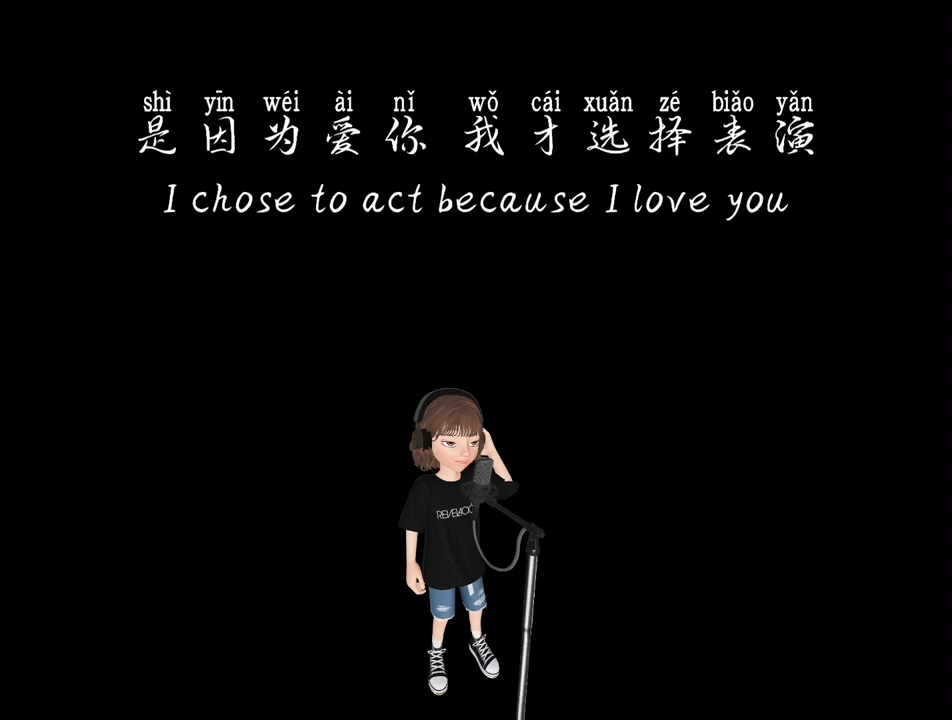 shì yīn wéi ài nǐ wǒ cái xuǎn zé biǎo yǎn
是因为爱你 我才选择表演
I chose to act because I love you